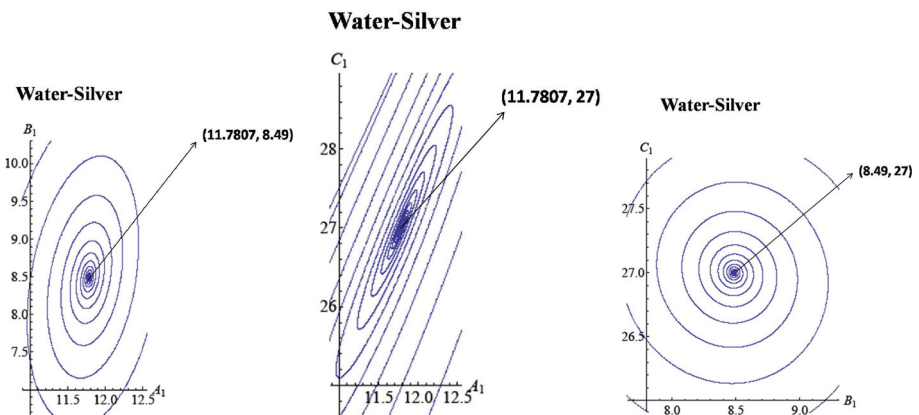 Water-Silver
B₁
(11.7807, 8.49)
10.0
9.5
9.0
8.5
8.0
7.5
11.5 12.0 12.5 A₁
Water-Silver
C₁
(11.7807, 27)
28
27
26
11.5 12.0 12.5 A₁
Water-Silver
C₁
(8.49, 27)
27.5
27.0
26.5
8.0 8.5 9.0 B₁